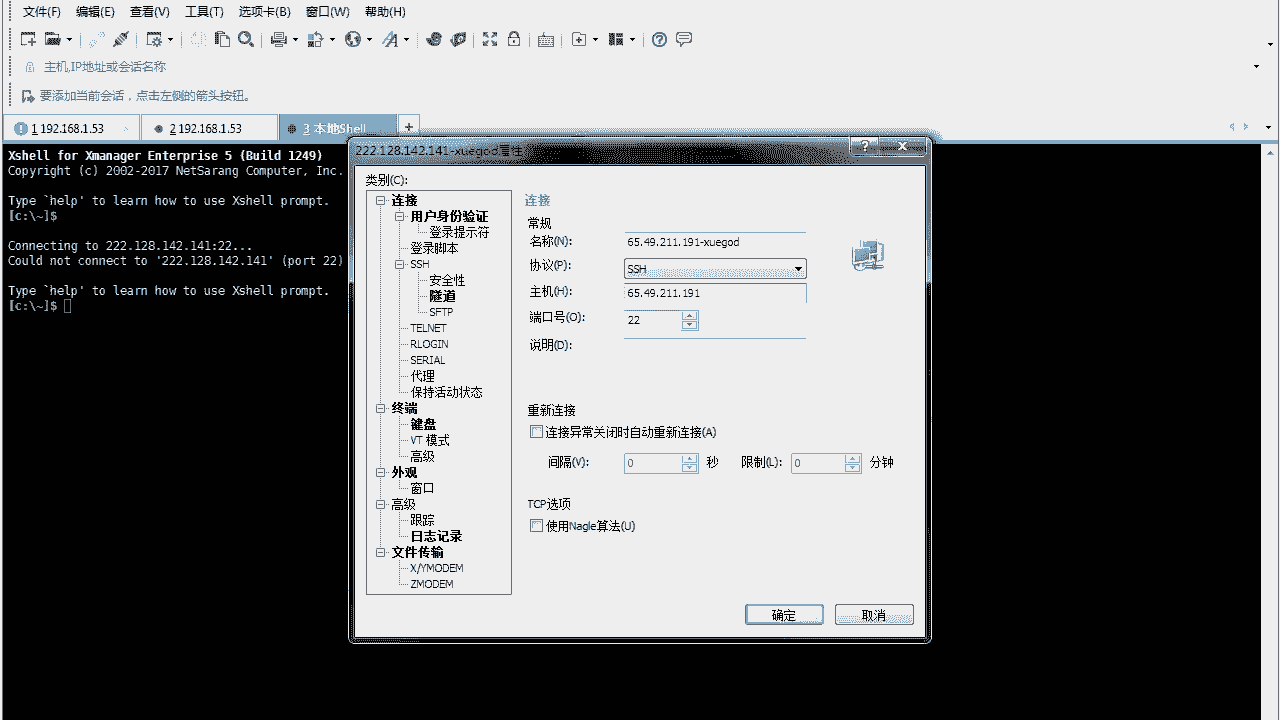 文件(F) 编辑(E) 查看(V) 工具(T) 选项卡(B) 窗口(W) 帮助(H)
主机,IP地址或会话名称
要添加当前会话，点击左侧的箭头按钮。
1 192.168.1.53
2 192.168.1.53
3 本地Shell
+
Xshell for Xmanager Enterprise 5 (Build 1249)
Copyright (c) 2002-2017 NetSarang Computer, Inc.
Type `help' to learn how to use Xshell prompt.
[c:\~]$
Connecting to 222.128.142.141:22...
Could not connect to '222.128.142.141' (port 22)
Type `help' to learn how to use Xshell prompt.
[c:\~]$
222.128.142.141-xuegod属性
类别(C):
连接
用户身份验证
登录提示符
登录脚本
SSH
安全性
隧道
SFTP
TELNET
RLOGIN
SERIAL
代理
保持活动状态
终端
键盘
VT 模式
高级
外观
窗口
高级
跟踪
日志记录
文件传输
X/YMODEM
ZMODEM
连接
常规
名称(N): 65.49.211.191-xuegod
协议(P): SSH
主机(H): 65.49.211.191
端口号(O): 22
说明(D):
重新连接
连接异常关闭时自动重新连接(A)
间隔(V): 0 秒 限制(L): 0 分钟
TCP选项
使用Nagle算法(U)
确定 取消